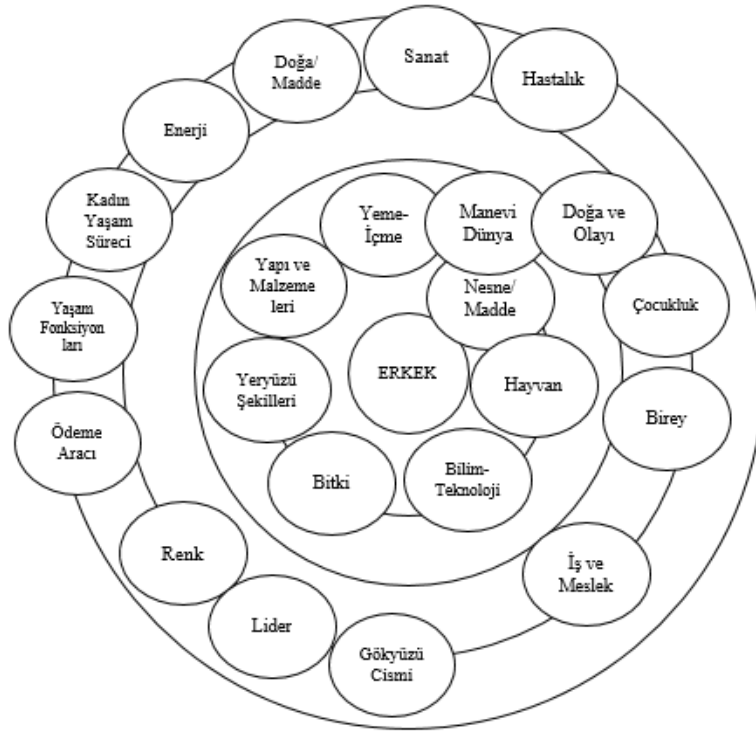 Sanat
Doğa/
Madde
Hastalık
Enerji
Kadın
Yaşam
Süreci
Yeme-
İçme
Manevi
Dünya
Doğa ve
Olayı
Yapı ve
Malzeme
leri
Nesne/
Madde
Çocukluk
Yaşam
Fonksiyon
ları
ERKEK
Yeryüzü
Şekilleri
Hayvan
Birey
Ödeme
Aracı
Bitki
Bilim-
Teknoloji
Renk
İş ve
Meslek
Lider
Gökyüzü
Cismi